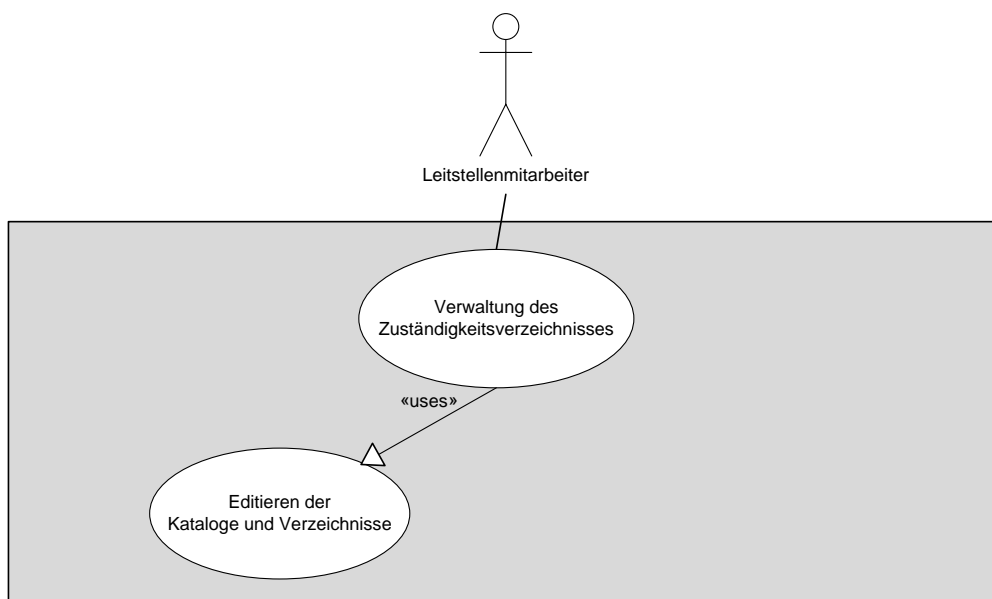 Leitstellenmitarbeiter
Verwaltung des
Zuständigkeitsverzeichnisses
«uses»
Editieren der
Kataloge und Verzeichnisse